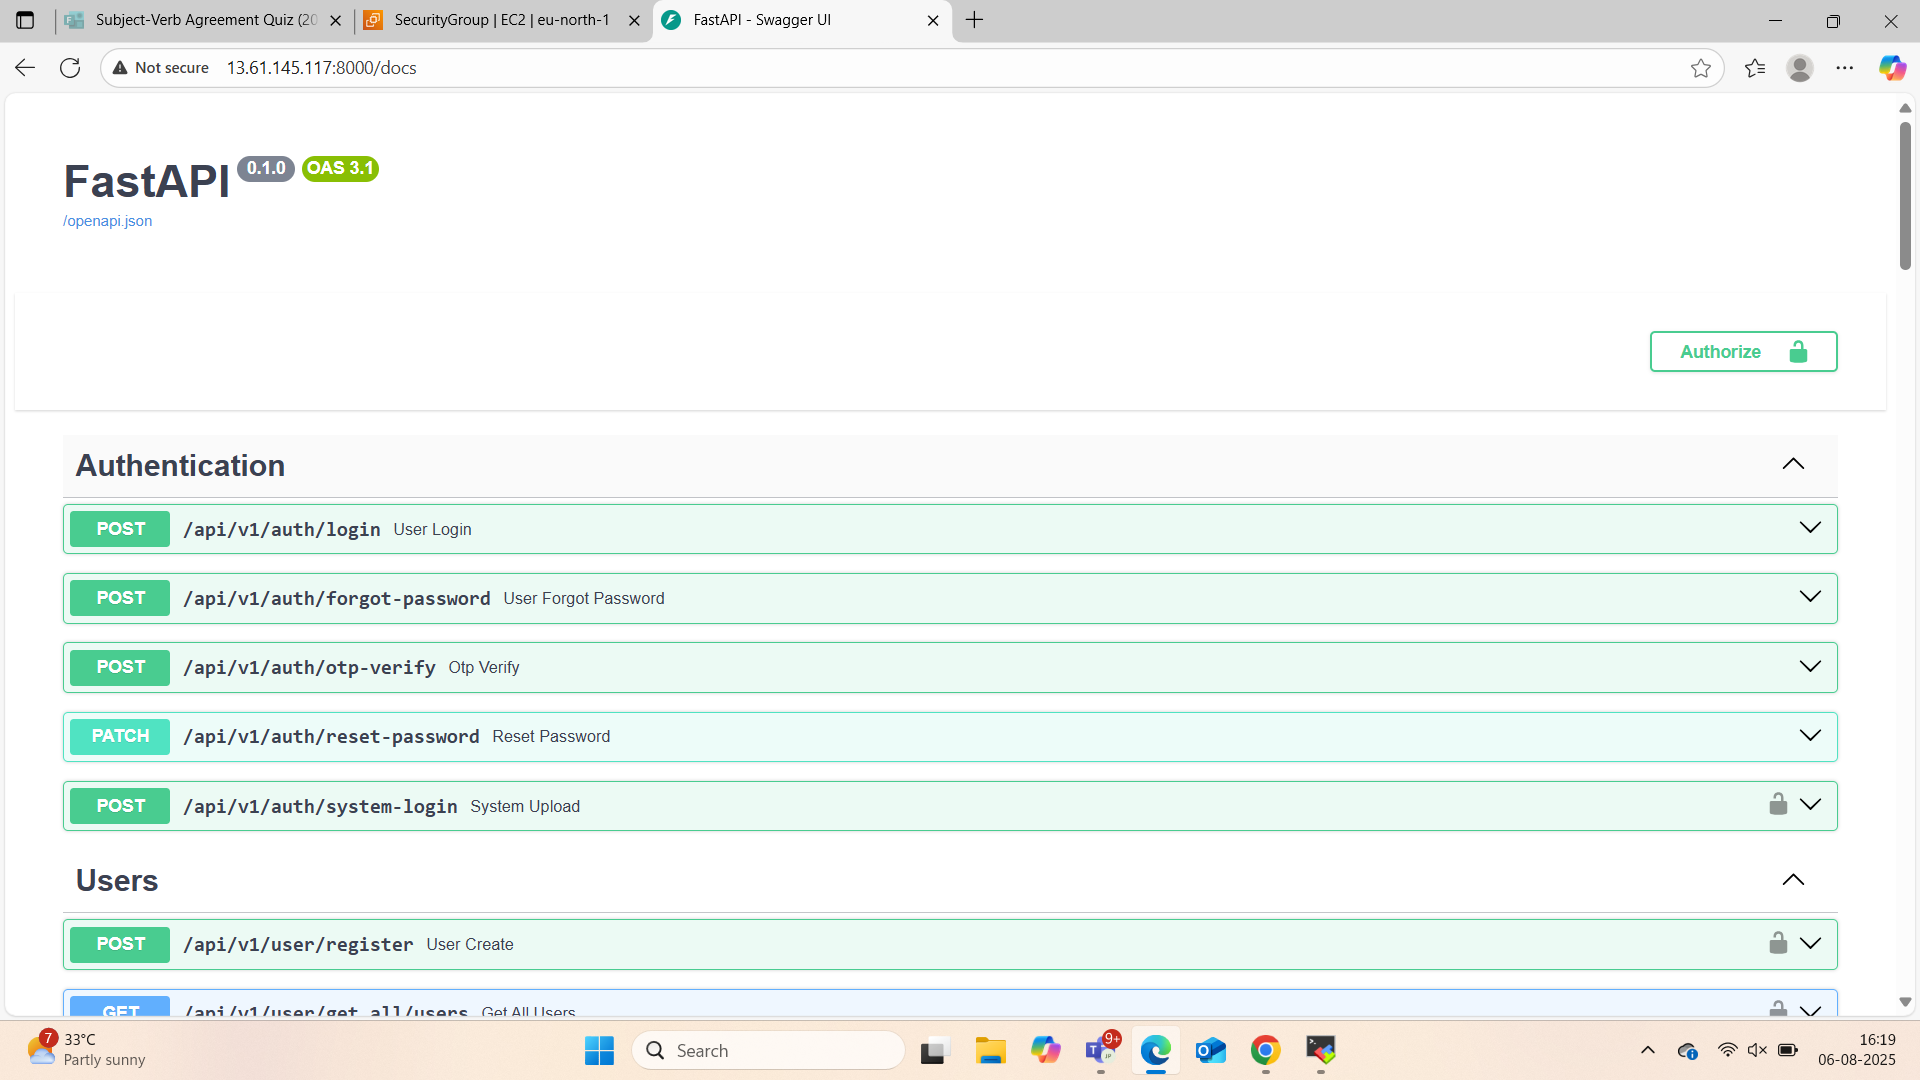 Subject-Verb Agreement Quiz (20
SecurityGroup | EC2 | eu-north-1
FastAPI - Swagger UI
Not secure
13.61.145.117:8000/docs
FastAPI 0.1.0 OAS 3.1
/openapi.json
Authorize
Authentication
POST /api/v1/auth/login User Login
POST /api/v1/auth/forgot-password User Forgot Password
POST /api/v1/auth/otp-verify Otp Verify
PATCH /api/v1/auth/reset-password Reset Password
POST /api/v1/auth/system-login System Upload
Users
POST /api/v1/user/register User Create
GET /api/v1/user/get_all/users Get All Users
7
33°C
Partly sunny
Search
9+
16:19
06-08-2025